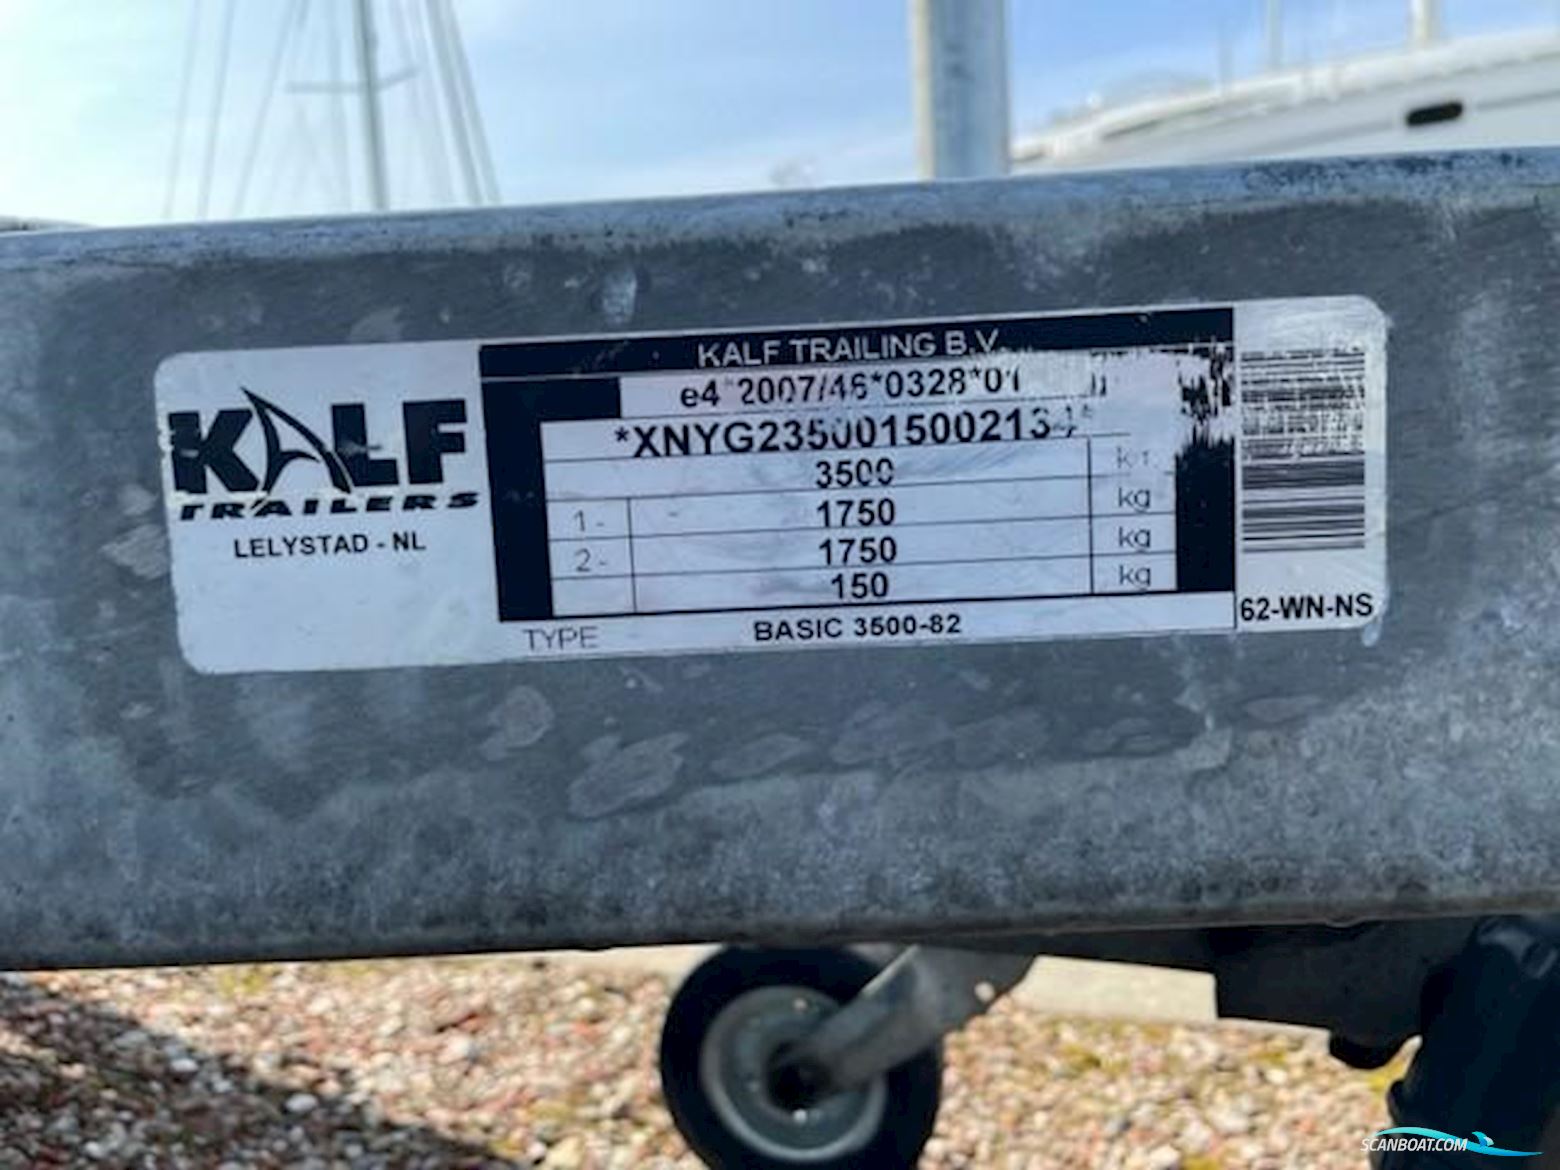 KALF TRAILING B.V.
e4*2007/46*0328*01
KALF
TRAILERS
LELYSTAD - NL
3500 kg
1 - 1750 kg
2 - 1750 kg
150 kg
TYPE BASIC 3500-82
62-WN-NS
SCANBOAT.COM